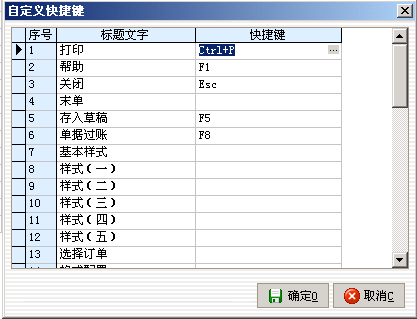 自定义快捷键
序号 标题文字 快捷键
1 打印 Ctrl+P ...
2 帮助 F1
3 关闭 Esc
4 末单
5 存入草稿 F5
6 单据过账 F8
7 基本样式
8 样式(一)
9 样式(二)
10 样式(三)
11 样式(四)
12 样式(五)
13 选择订单
确定O 取消C